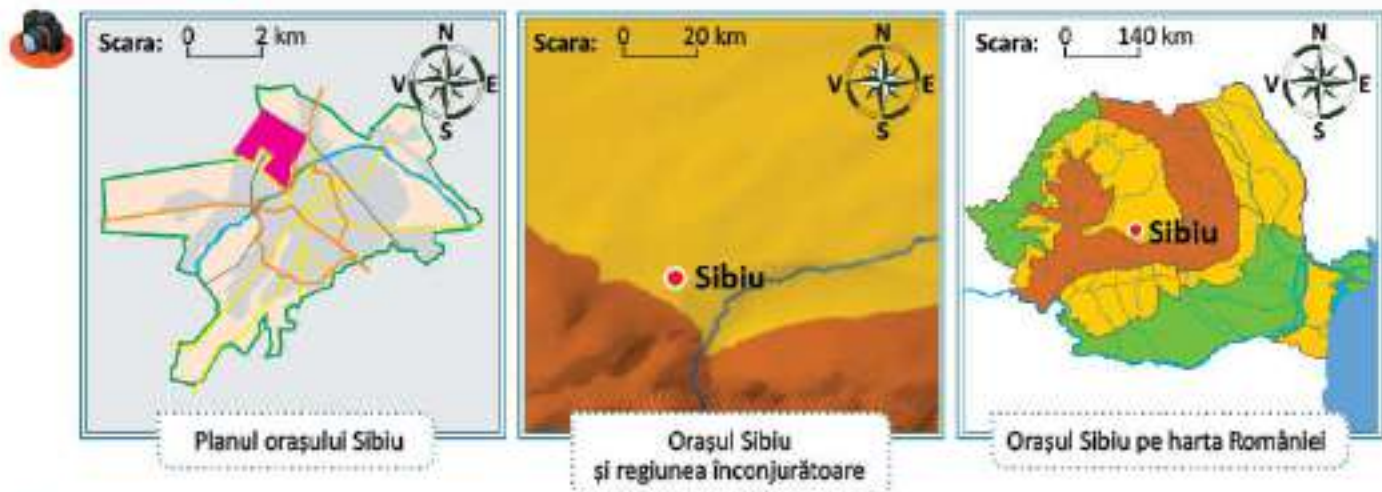 Scara: 0 2 km
N
V E
S
Planul orașului Sibiu
Scara: 0 20 km
N
V E
S
Sibiu
Orașul Sibiu
și regiunea înconjurătoare
Scara: 0 140 km
N
V E
S
Sibiu
Orașul Sibiu pe harta României